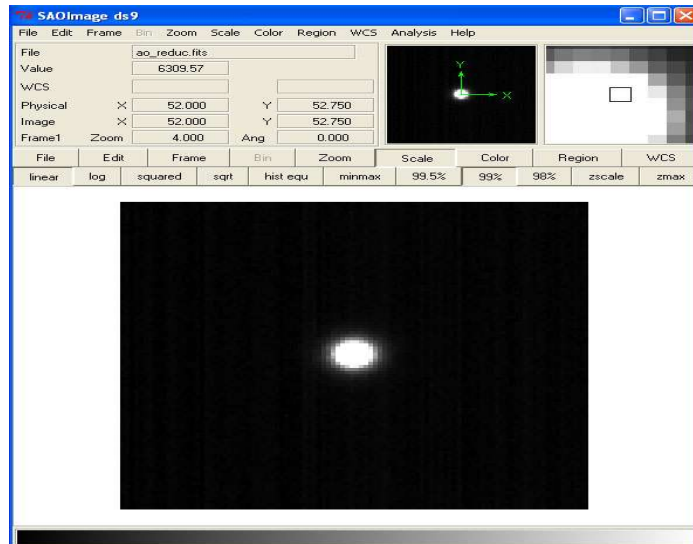 SAOImage ds9
File Edit Frame Bin Zoom Scale Color Region WCS Analysis Help
File ao_reduc.fits
Value 6309.57
WCS
Physical X 52.000 Y 52.750
Image X 52.000 Y 52.750
Frame1 Zoom 4.000 Ang 0.000
Y
X
File Edit Frame Bin Zoom Scale Color Region WCS
linear log squared sqrt hist equ minmax 99.5% 99% 98% zscale zmax